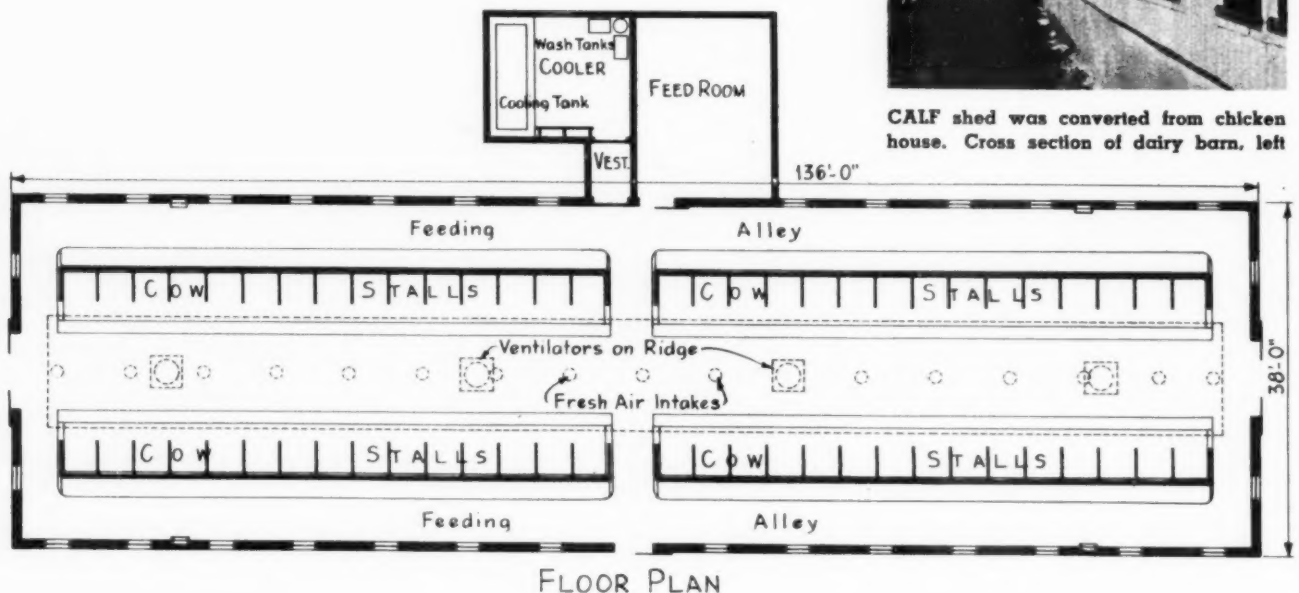 Wash Tanks
COOLER
Cooling Tank
FEED ROOM
VEST.
CALF shed was converted from chicken
house. Cross section of dairy barn, left
136'-0"
Feeding Alley
COW STALLS COW STALLS
Ventilators on Ridge
Fresh Air Intakes
38'-0"
COW STALLS COW STALLS
Feeding Alley
FLOOR PLAN